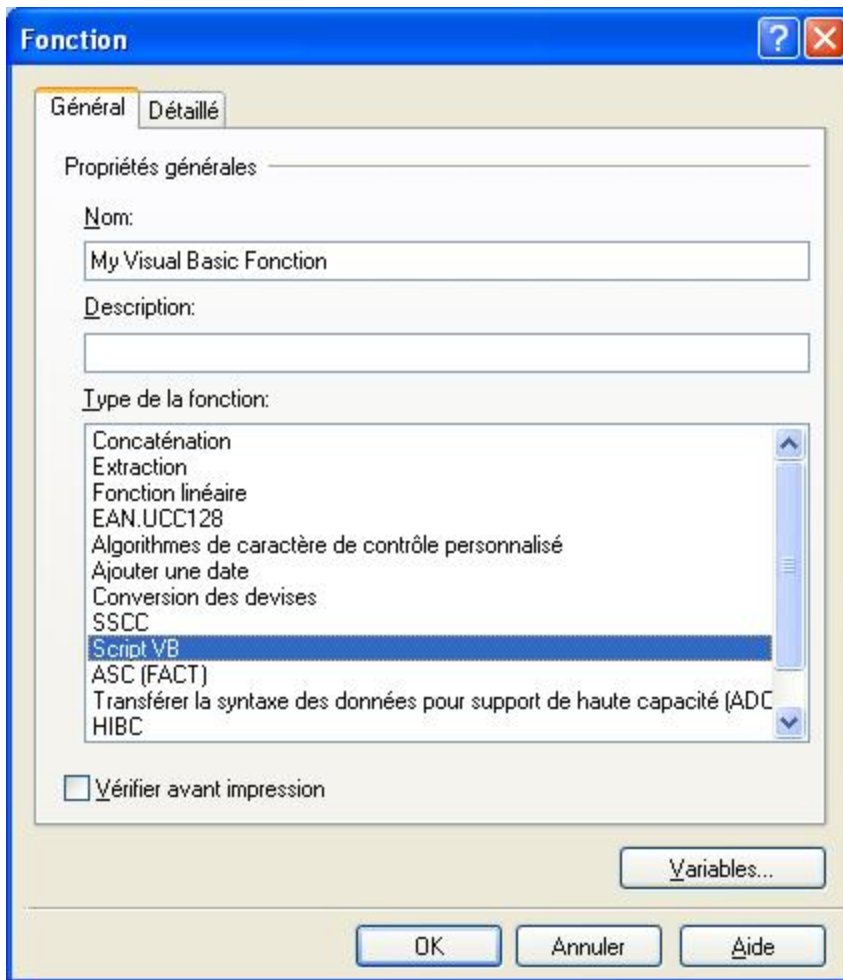 Fonction
Général Détaillé
Propriétés générales
Nom:
My Visual Basic Fonction
Description:
Type de la fonction:
Concaténation
Extraction
Fonction linéaire
EAN.UCC128
Algorithmes de caractère de contrôle personnalisé
Ajouter une date
Conversion des devises
SSCC
Script VB
ASC (FACT)
Transférer la syntaxe des données pour support de haute capacité (ADC
HIBC
Vérifier avant impression
Variables...
OK Annuler Aide